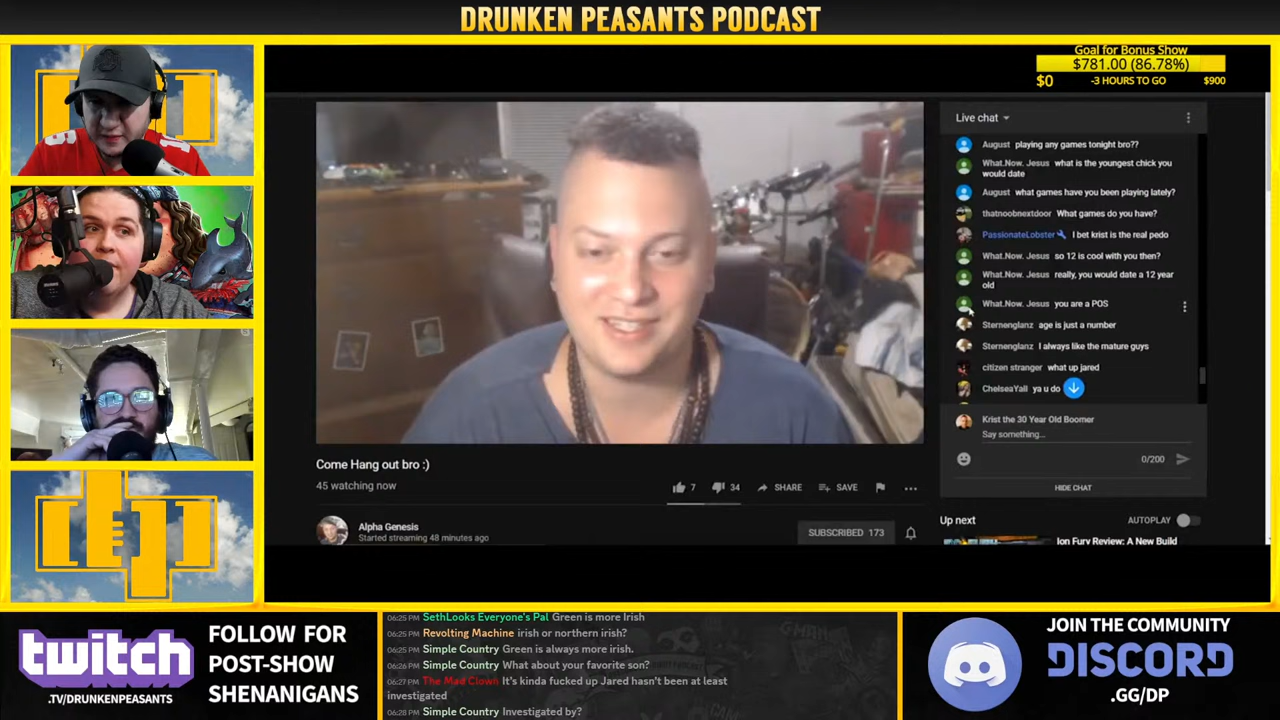 DRUNKEN PEASANTS PODCAST
Goal for Bonus Show
$781.00 (86.78%)
$0 -3 HOURS TO GO $900
Live chat
August playing any games tonight bro??
What.Now. Jesus what is the youngest chick you
would date
August what games have you been playing lately?
thatnoobnextdoor What games do you have?
PassionateLobster I bet krist is the real pedo
What.Now. Jesus so 12 is cool with you then?
What.Now. Jesus really, you would date a 12 year
old
What.Now. Jesus you are a POS
Sternenglanz age is just a number
Sternenglanz I always like the mature guys
citizen stranger what up jared
ChelseaYall ya u do
Krist the 30 Year Old Boomer
Say something...
0/200
HIDE CHAT
Come Hang out bro :)
45 watching now
7 34 SHARE SAVE
Alpha Genesis
Started streaming 48 minutes ago
SUBSCRIBED 173
Up next AUTOPLAY
Ion Fury Review: A New Build
twitch
.TV/DRUNKENPEASANTS
FOLLOW FOR
POST-SHOW
SHENANIGANS
06:25 PM SethLooks Everyone's Pal Green is more Irish
06:25 PM Revolting Machine irish or northern irish?
06:25 PM Simple Country Green is always more irish.
06:26 PM Simple Country What about your favorite son?
06:27 PM The Mad Clown It's kinda fucked up Jared hasn't been at least
investigated
06:28 PM Simple Country Investigated by?
JOIN THE COMMUNITY
DISCORD
.GG/DP